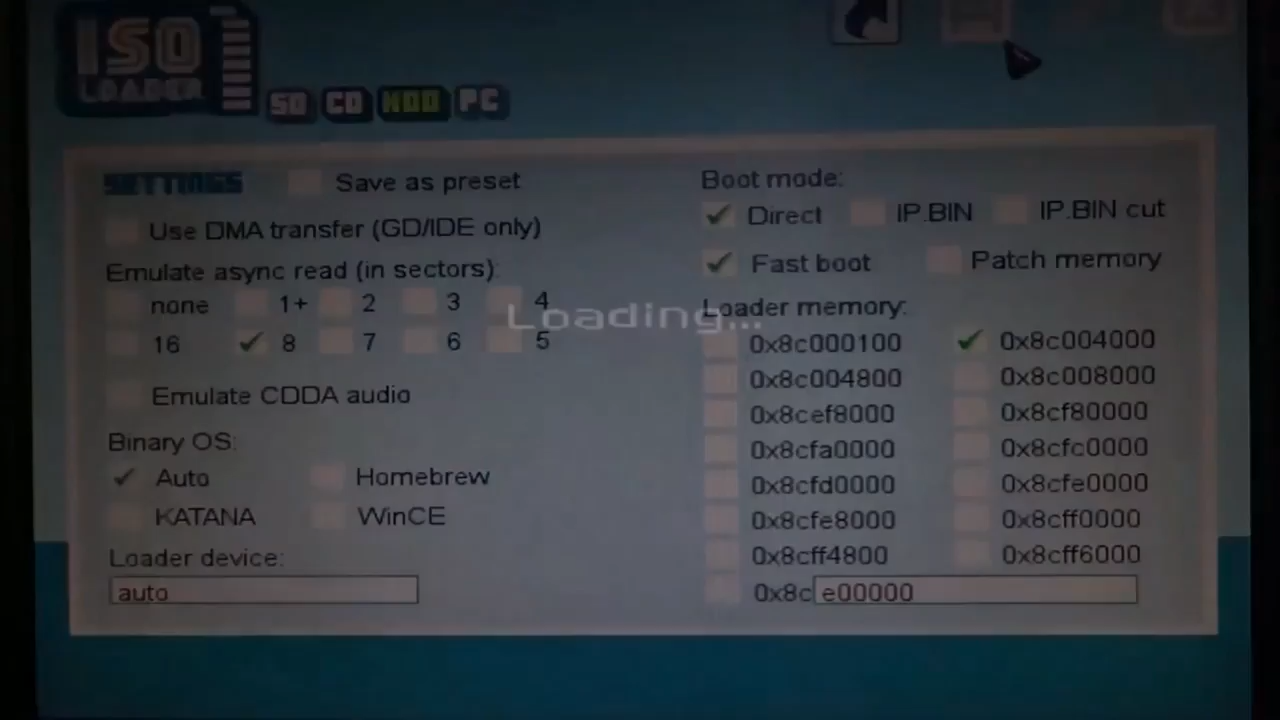 ISO
LOADER
SD CD HDD PC
SETTINGS
Save as preset
Use DMA transfer (GD/IDE only)
Emulate async read (in sectors):
none 1+ 2 3 4
16 8 7 6 5
Emulate CDDA audio
Binary OS:
Auto Homebrew
KATANA WinCE
Loader device:
auto
Boot mode:
Direct IP.BIN IP.BIN cut
Fast boot Patch memory
Loading...
Loader memory:
0x8c000100 0x8c004000
0x8c004800 0x8c008000
0x8cef8000 0x8cf80000
0x8cfa0000 0x8cfc0000
0x8cfd0000 0x8cfe0000
0x8cfe8000 0x8cff0000
0x8cff4800 0x8cff6000
0x8c e00000